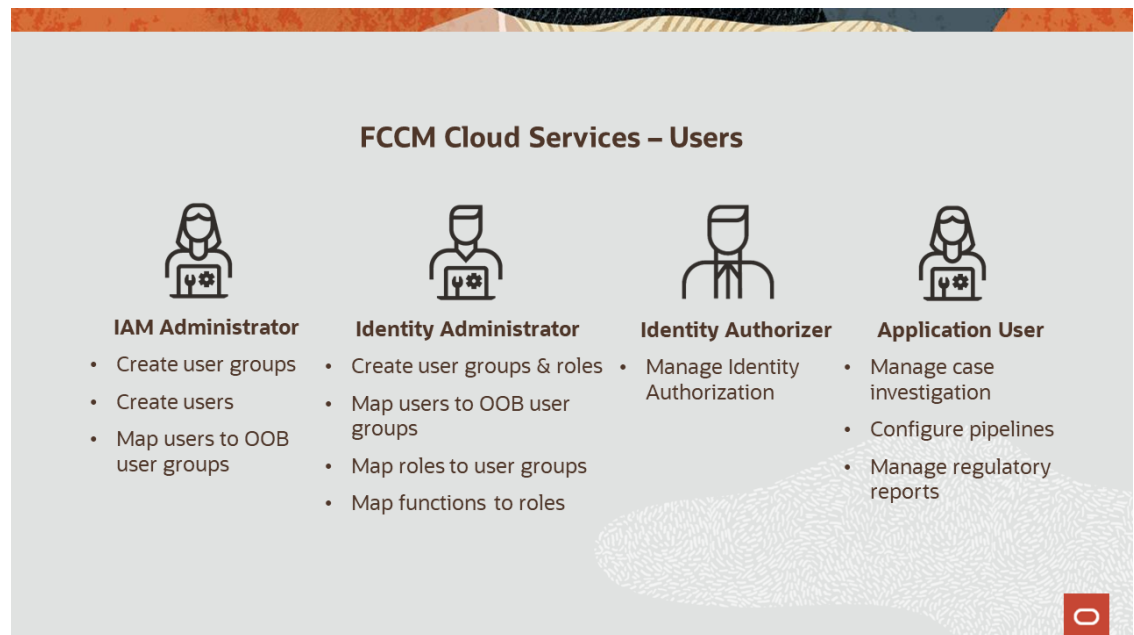 FCCM Cloud Services – Users
IAM Administrator
• Create user groups
• Create users
• Map users to OOB
user groups
Identity Administrator
• Create user groups & roles
• Map users to OOB user
groups
• Map roles to user groups
• Map functions to roles
Identity Authorizer
• Manage Identity
Authorization
Application User
• Manage case
investigation
• Configure pipelines
• Manage regulatory
reports